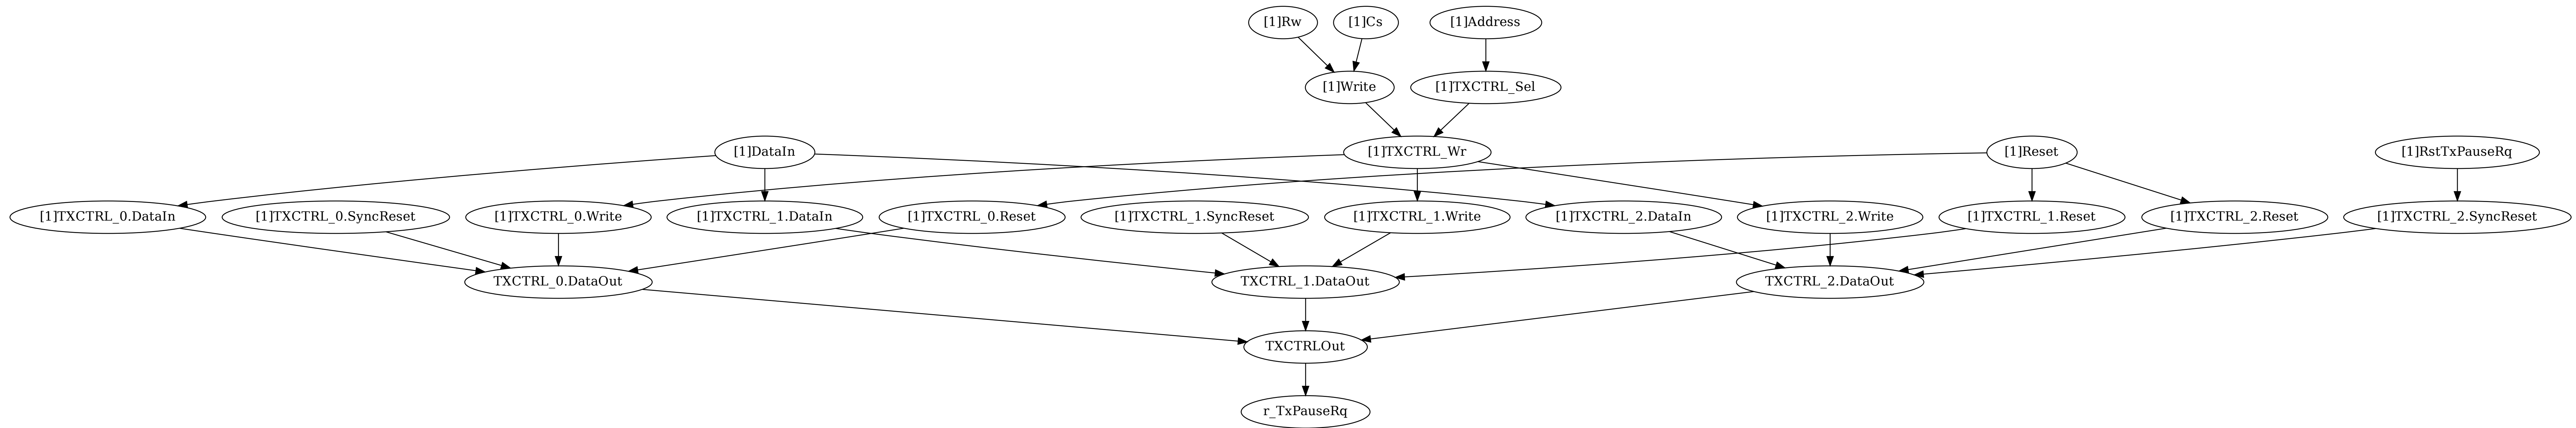 [1]Rw
[1]Cs
[1]Address
[1]Write
[1]TXCTRL_Sel
[1]DataIn
[1]TXCTRL_Wr
[1]Reset
[1]RstTxPauseRq
[1]TXCTRL_0.DataIn
[1]TXCTRL_0.SyncReset
[1]TXCTRL_0.Write
[1]TXCTRL_1.DataIn
[1]TXCTRL_0.Reset
[1]TXCTRL_1.SyncReset
[1]TXCTRL_1.Write
[1]TXCTRL_2.DataIn
[1]TXCTRL_2.Write
[1]TXCTRL_1.Reset
[1]TXCTRL_2.Reset
[1]TXCTRL_2.SyncReset
TXCTRL_0.DataOut
TXCTRL_1.DataOut
TXCTRL_2.DataOut
TXCTRLOut
r_TxPauseRq